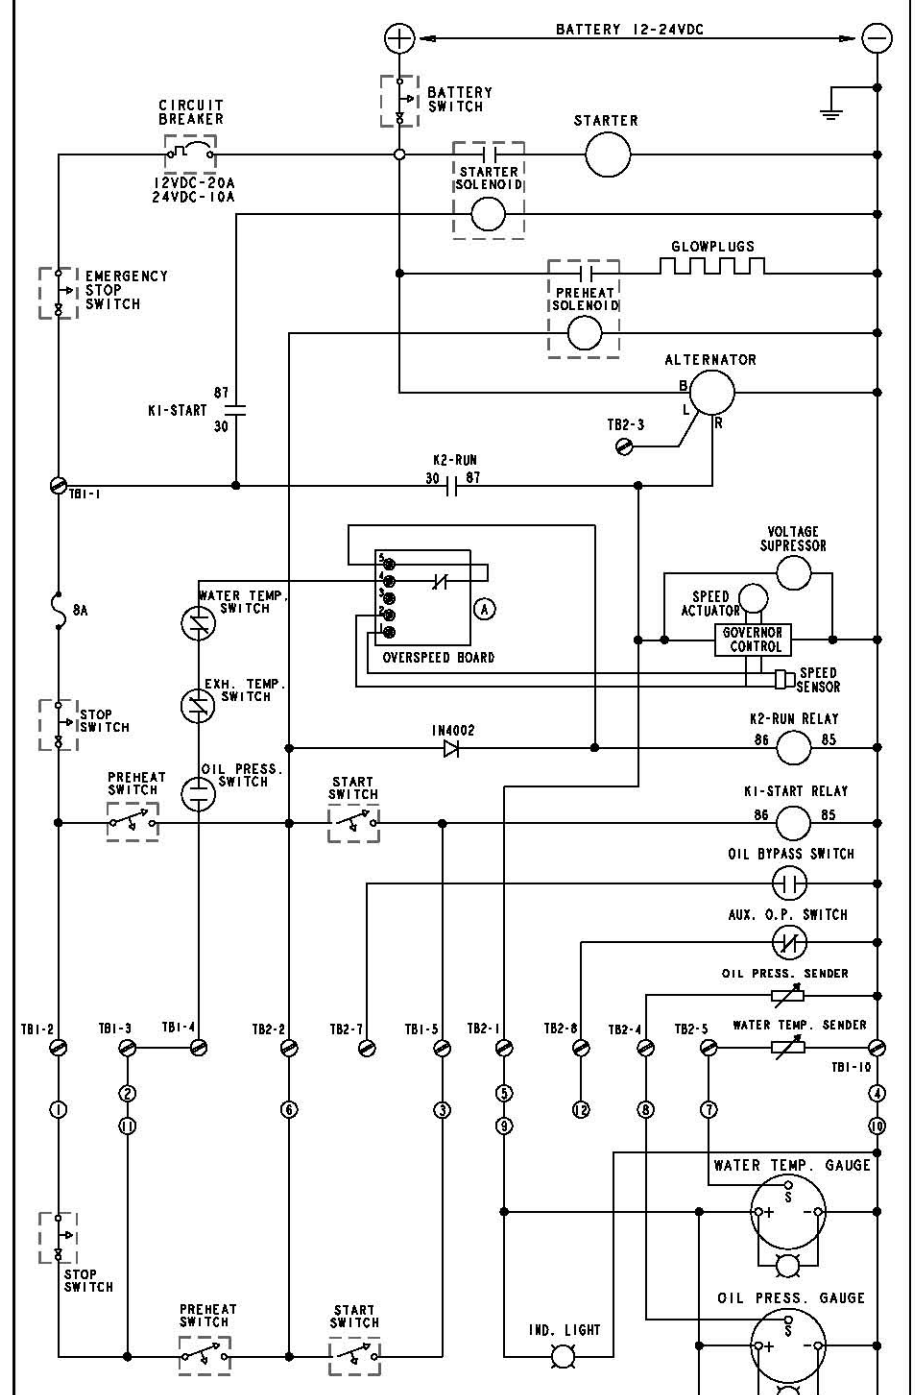 BATTERY 12-24VDC
BATTERY
SWITCH
CIRCUIT
BREAKER
12VDC-20A
24VDC-10A
STARTER
STARTER
SOLENOID
GLOWPLUGS
EMERGENCY
STOP
SWITCH
PREHEAT
SOLENOID
ALTERNATOR
B
L
R
87
K1-START
30
TB2-3
K2-RUN
30 87
TB1-1
VOLTAGE
SUPRESSOR
8A
WATER TEMP.
SWITCH
5
4
3
2
1
A
OVERSPEED BOARD
SPEED
ACTUATOR
GOVERNOR
CONTROL
SPEED
SENSOR
EXH. TEMP.
SWITCH
STOP
SWITCH
1N4002
K2-RUN RELAY
86 85
PREHEAT
SWITCH
OIL PRESS.
SWITCH
START
SWITCH
K1-START RELAY
86 85
OIL BYPASS SWITCH
AUX. O.P. SWITCH
OIL PRESS. SENDER
WATER TEMP. SENDER
TB1-2 TB1-3 TB1-4 TB2-2 TB2-7 TB1-5 TB2-1 TB2-8 TB2-4 TB2-5
TB1-10
2 5 4
1 6 3 12 8 7
11 9 10
WATER TEMP. GAUGE
S
+ -
STOP
SWITCH
OIL PRESS. GAUGE
PREHEAT
SWITCH
START
SWITCH
IND. LIGHT
S
+ -